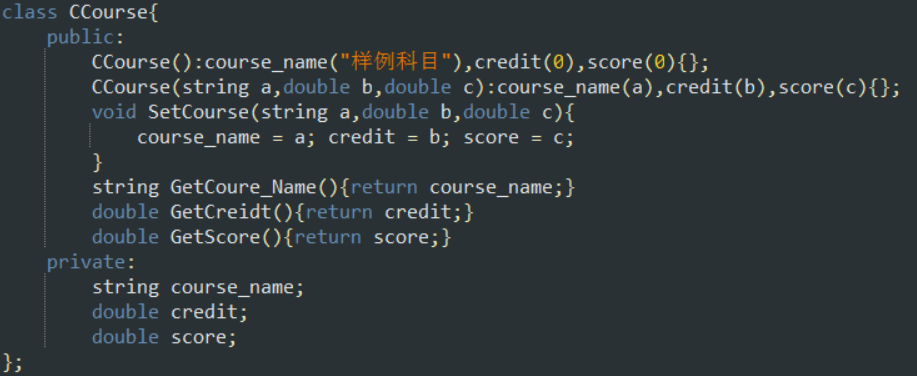 class CCourse{
public:
CCourse():course_name("样例科目"),credit(0),score(0){};
CCourse(string a,double b,double c):course_name(a),credit(b),score(c){};
void SetCourse(string a,double b,double c){
course_name = a; credit = b; score = c;
}
string GetCoure_Name(){return course_name;}
double GetCreidt(){return credit;}
double GetScore(){return score;}
private:
string course_name;
double credit;
double score;
};